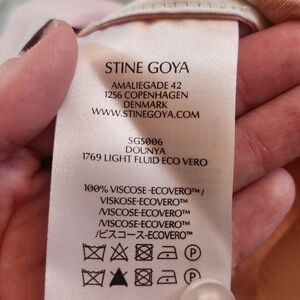 STINE GOYA
AMALIEGADE 42
1256 COPENHAGEN
DENMARK
WWW.STINEGOYA.COM
SG5006
DOUNYA
1769 LIGHT FLUID ECO VERO
100% VISCOSE-ECOVERO™/
VISKOSE-ECOVERO™
/VISCOSE-ECOVERO™
/VISCOSE-ECOVERO™
/ビスコース-ECOVERO™